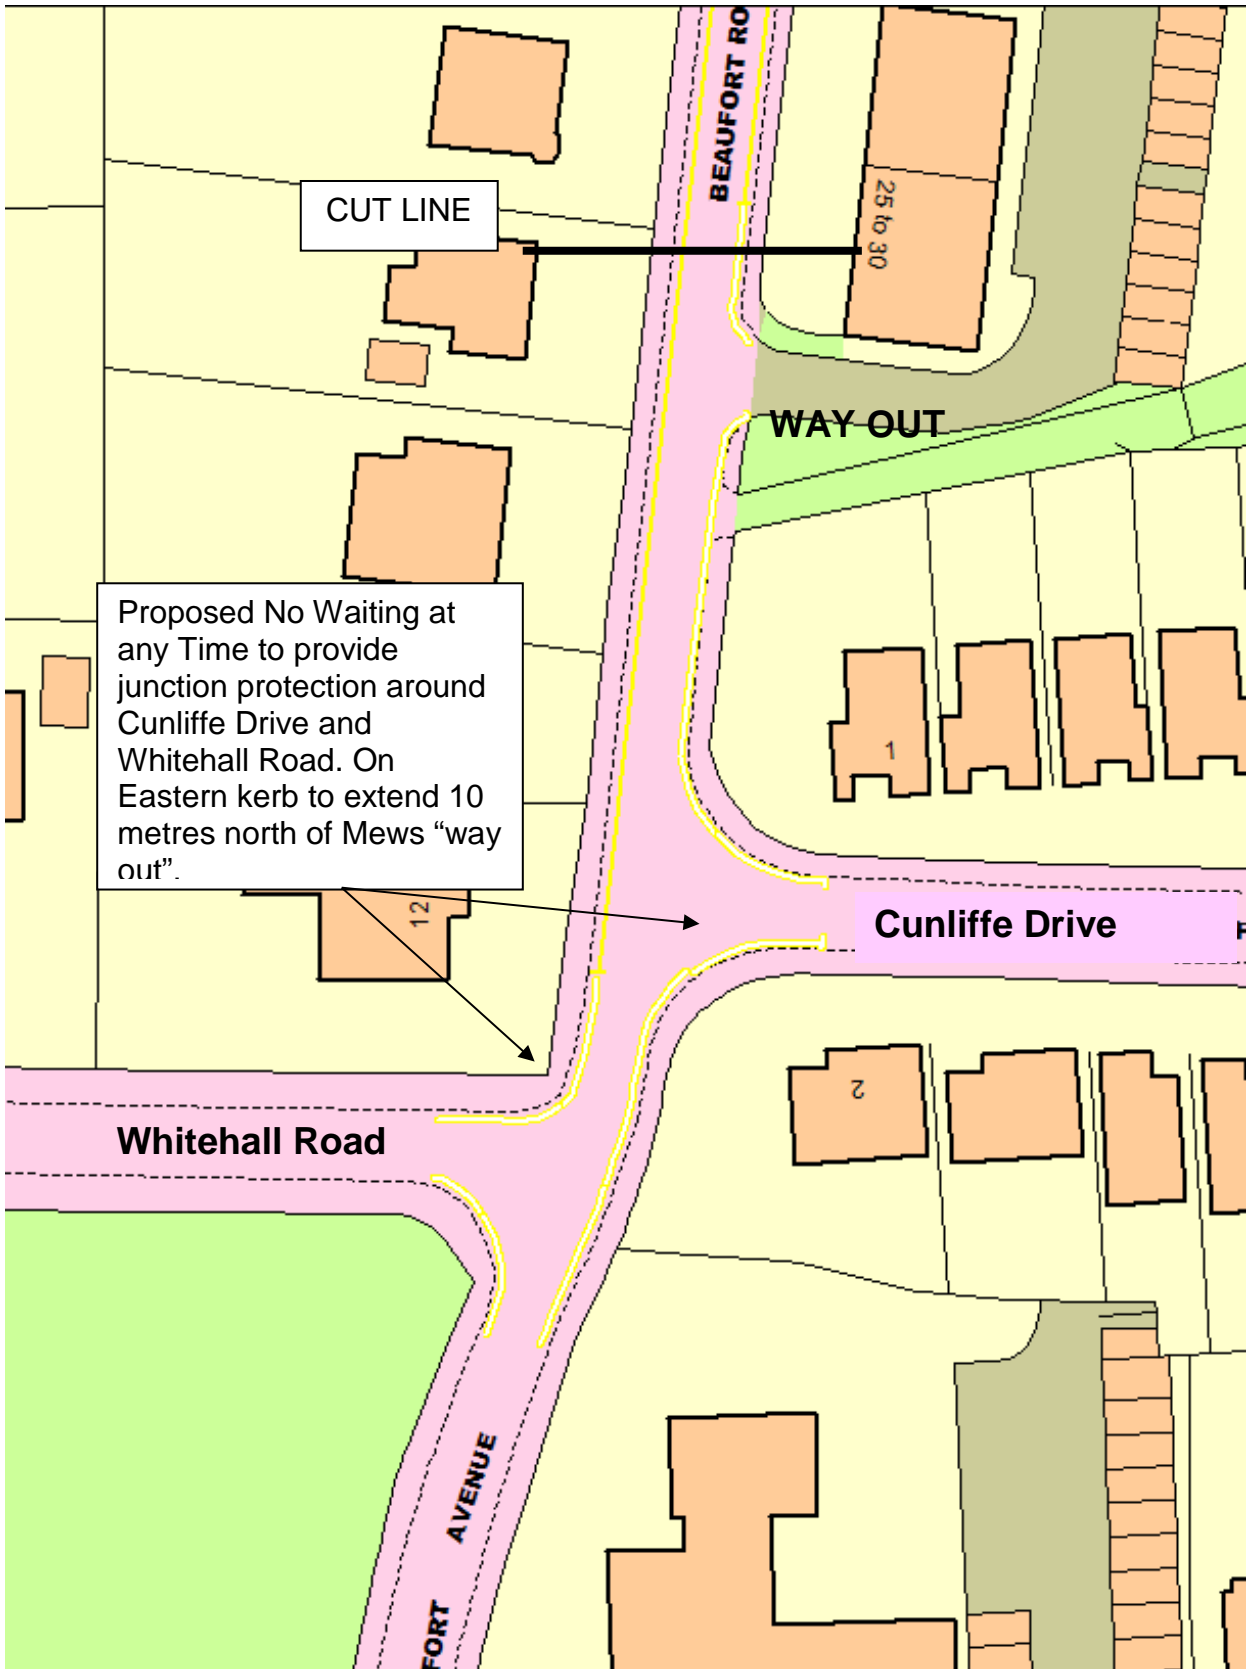 BEAUFORT RO
25 to 30
CUT LINE
WAY OUT
Proposed No Waiting at
any Time to provide
junction protection around
Cunliffe Drive and
Whitehall Road. On
Eastern kerb to extend 10
metres north of Mews “way
out”.
1
12
Cunliffe Drive
2
Whitehall Road
AVENUE
FORT